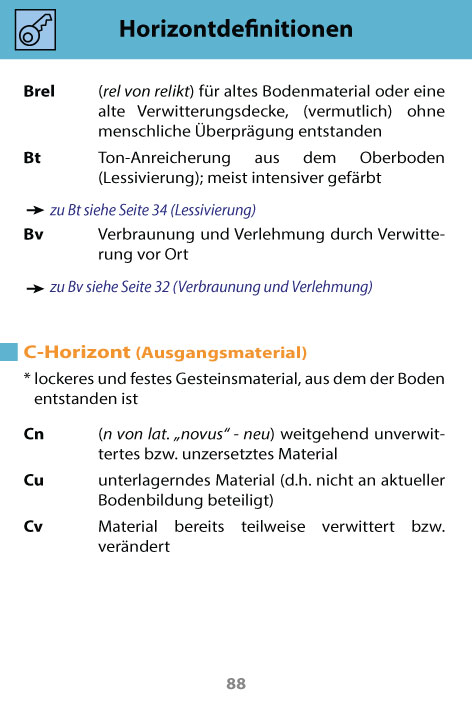 Horizontdefinitionen
Brel (rel von relikt) für altes Bodenmaterial oder eine
alte Verwitterungsdecke, (vermutlich) ohne
menschliche Überprägung entstanden
Bt Ton-Anreicherung aus dem Oberboden
(Lessivierung); meist intensiver gefärbt
➔ zu Bt siehe Seite 34 (Lessivierung)
Bv Verbraunung und Verlehmung durch Verwitte-
rung vor Ort
➔ zu Bv siehe Seite 32 (Verbraunung und Verlehmung)
C-Horizont (Ausgangsmaterial)
* lockeres und festes Gesteinsmaterial, aus dem der Boden
entstanden ist
Cn (n von lat. „novus“ - neu) weitgehend unverwit-
tertes bzw. unzersetztes Material
Cu unterlagerndes Material (d.h. nicht an aktueller
Bodenbildung beteiligt)
Cv Material bereits teilweise verwittert bzw.
verändert
88